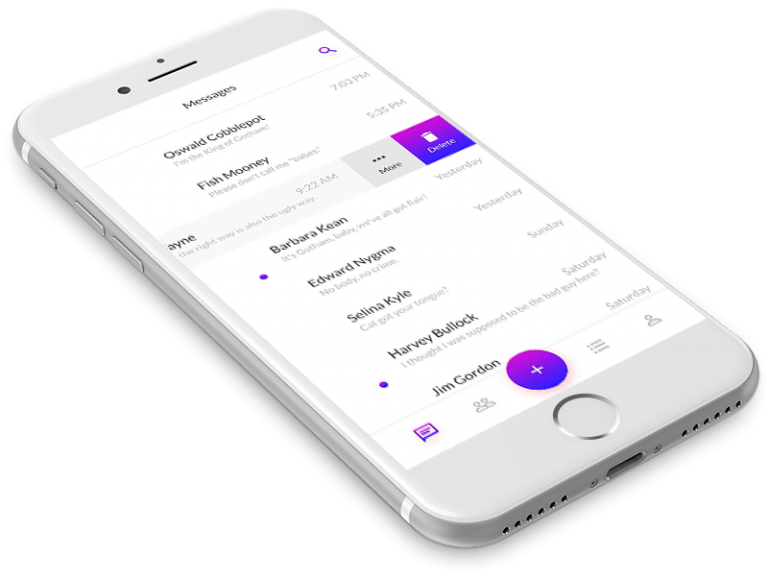 Messages
Oswald Cobblepot
7:03 PM
I'm the King of Gotham!
Fish Mooney
5:35 PM
Please don't call me "babes."
ayne
9:22 AM
the right way is also the ugly way.
More
Delete
Barbara Kean
Yesterday
It's Gotham, baby, we've all got flair!
Edward Nygma
Yesterday
No body, no crime.
Selina Kyle
Sunday
Cat got your tongue?
Harvey Bullock
Saturday
I thought I was supposed to be the bad guy here?
Jim Gordon
Saturday